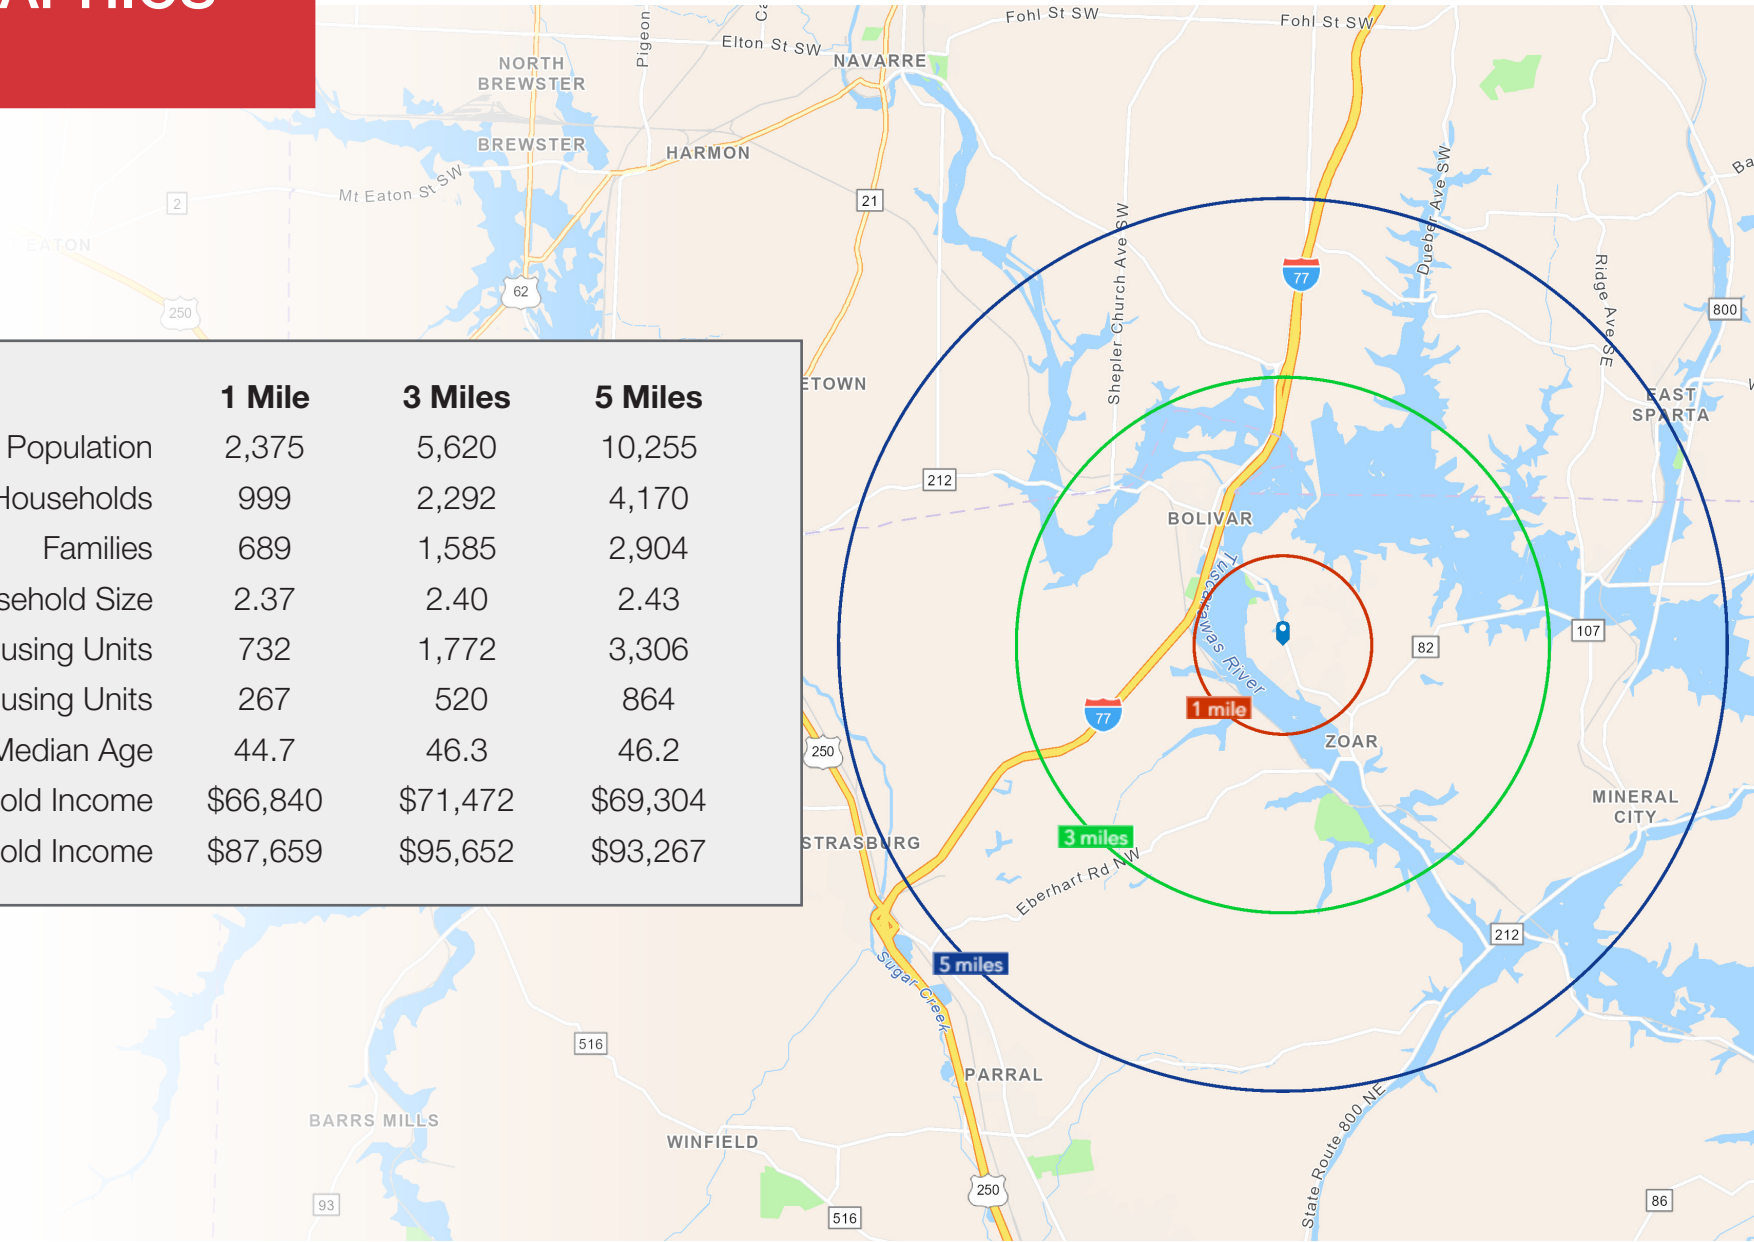 1 Mile 3 Miles 5 Miles
Population 2,375 5,620 10,255
Households 999 2,292 4,170
Families 689 1,585 2,904
sehold Size 2.37 2.40 2.43
using Units 732 1,772 3,306
using Units 267 520 864
Median Age 44.7 46.3 46.2
old Income $66,840 $71,472 $69,304
old Income $87,659 $95,652 $93,267
Fohl St SW
Fohl St SW
Elton St SW
Pigeon
NAVARRE
NORTH
BREWSTER
BREWSTER
HARMON
Mt Eaton St SW
2
21
EATON
250
62
Shepler Church Ave SW
77
Dueber Ave SW
Ridge Ave SE
800
ETOWN
EAST
SPARTA
212
BOLIVAR
Tuscarawas River
107
82
1 mile
77
ZOAR
250
MINERAL
CITY
STRASBURG
3 miles
Eberhart Rd NW
212
5 miles
Sugar Creek
516
PARRAL
BARRS MILLS
WINFIELD
State Route 800 NE
250
93
516
86